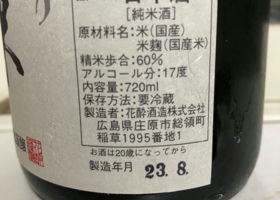 日本酒
[純米酒]
原材料名:米(国産)
米麹(国産米)
精米歩合:60%
アルコール分:17度
内容量:720ml
保存方法:要冷蔵
製造者:花酔酒造株式会社
広島県庄原市総領町
稲草1995番地1
お酒は20歳になってから
製造年月 23.8.